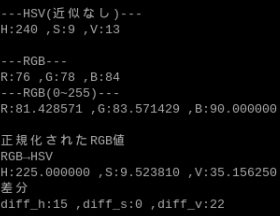 ---HSV(近似なし)---
H:240 ,S:9 ,V:13
---RGB---
R:76 ,G:78 ,B:84
---RGB(0~255)---
R:81.428571 ,G:83.571429 ,B:90.000000
正規化されたRGB値
RGB→HSV
H:225.000000 ,S:9.523810 ,V:35.156250
差分
diff_h:15 ,diff_s:0 ,diff_v:22